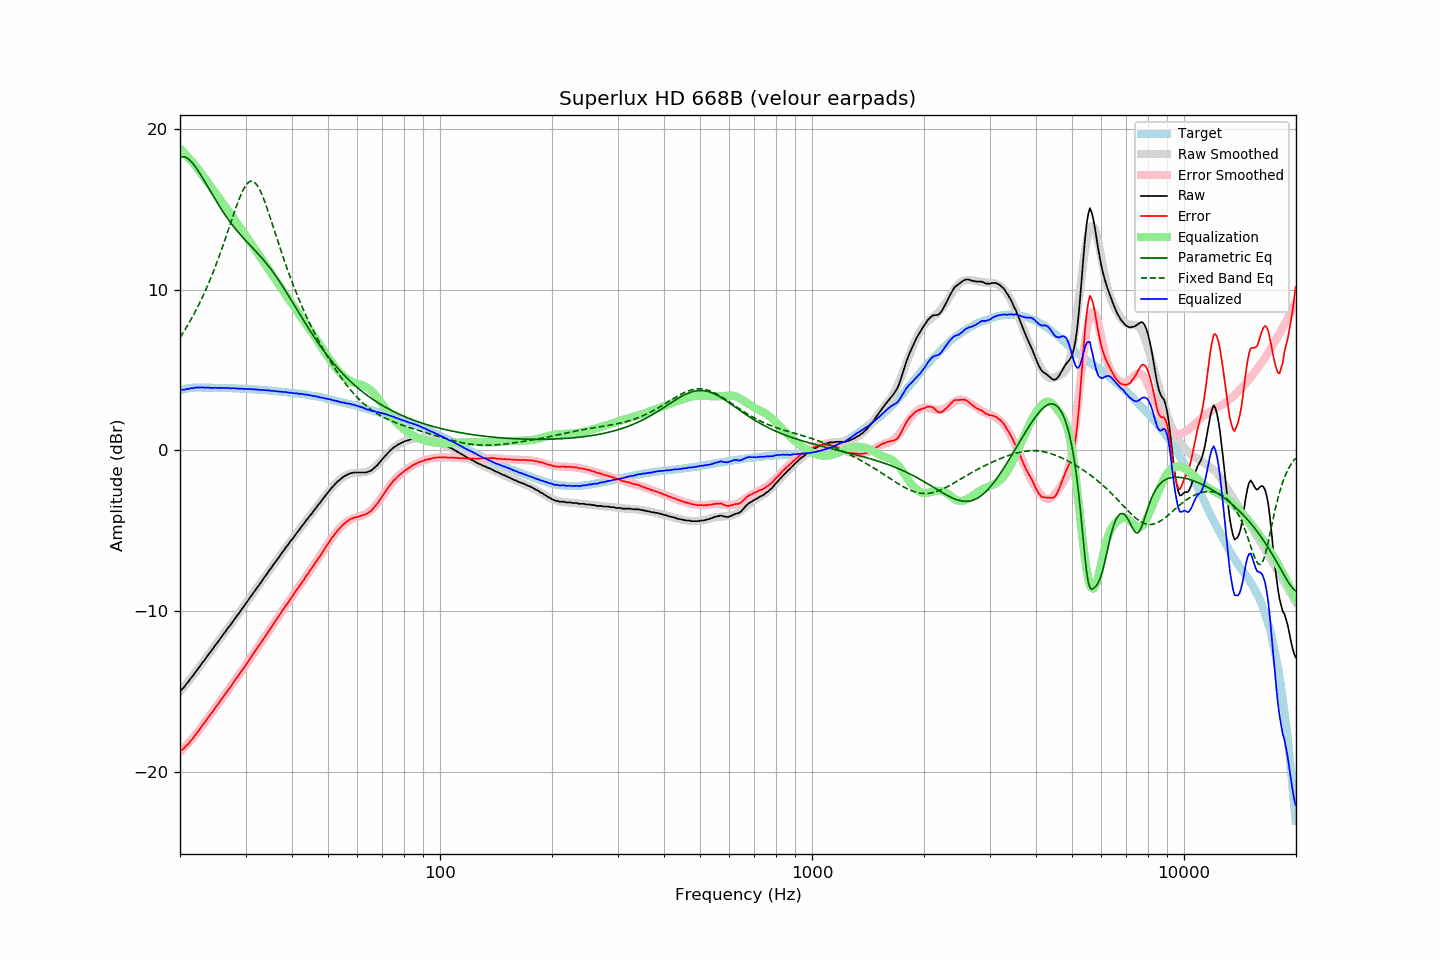 Superlux HD 668B (velour earpads)
20
10
0
−10
−20
Amplitude (dBr)
100
1000
10000
Frequency (Hz)
Target
Raw Smoothed
Error Smoothed
Raw
Error
Equalization
Parametric Eq
Fixed Band Eq
Equalized